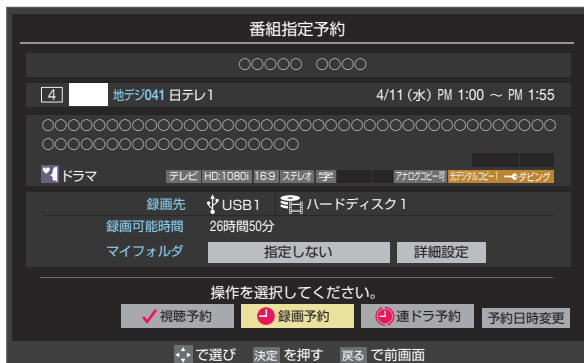 番組指定予約
○○○○○ ○○○○
4 地デジ041 日テレ1 4/11 (水) PM 1:00 ～ PM 1:55
○○○○○○○○○○○○○○○○○○○○○○○○○○○○○○○○○○○○○○○○
○○○○○○○○○○○○○○○○○○○○
ドラマ テレビ HD:1080i 16:9 ステレオ 字 アナログコピー可 元デジタルコピー1 ダビング
録画先 USB1 ハードディスク1
録画可能時間 26時間50分
マイフォルダ 指定しない 詳細設定
操作を選択してください。
視聴予約 録画予約 連ドラ予約 予約日時変更
で選び 決定 を押す 戻る で前画面